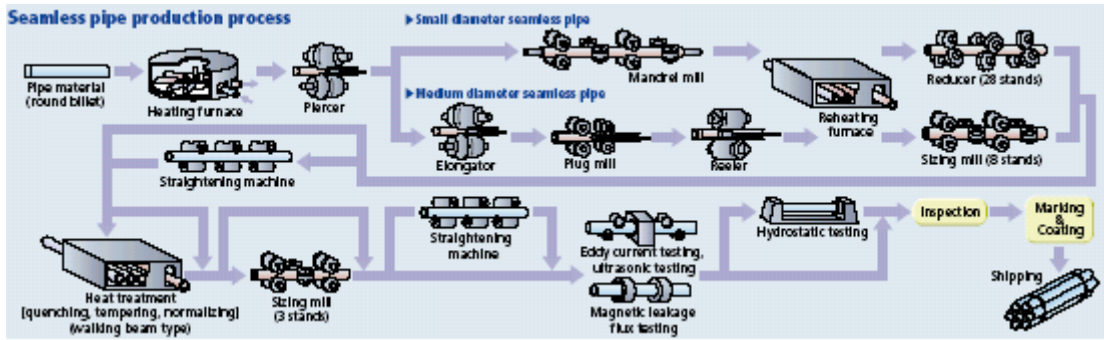 Seamless pipe production process
▶Small diameter seamless pipe
Pipe material
(round billet)
Heating furnace
Piercer
Mandrel mill
Reducer (28 stands)
▶Medium diameter seamless pipe
Elongator
Plug mill
Reeler
Reheating
furnace
Sizing mill (8 stands)
Straightening machine
Straightening
machine
Hydrostatic testing
Inspection
Marking
&
Coating
Eddy current testing,
ultrasonic testing
Shipping
Heat treatment
[quenching, tempering, normalizing]
(walking beam type)
Sizing mill
(3 stands)
Magnetic leakage
flux testing